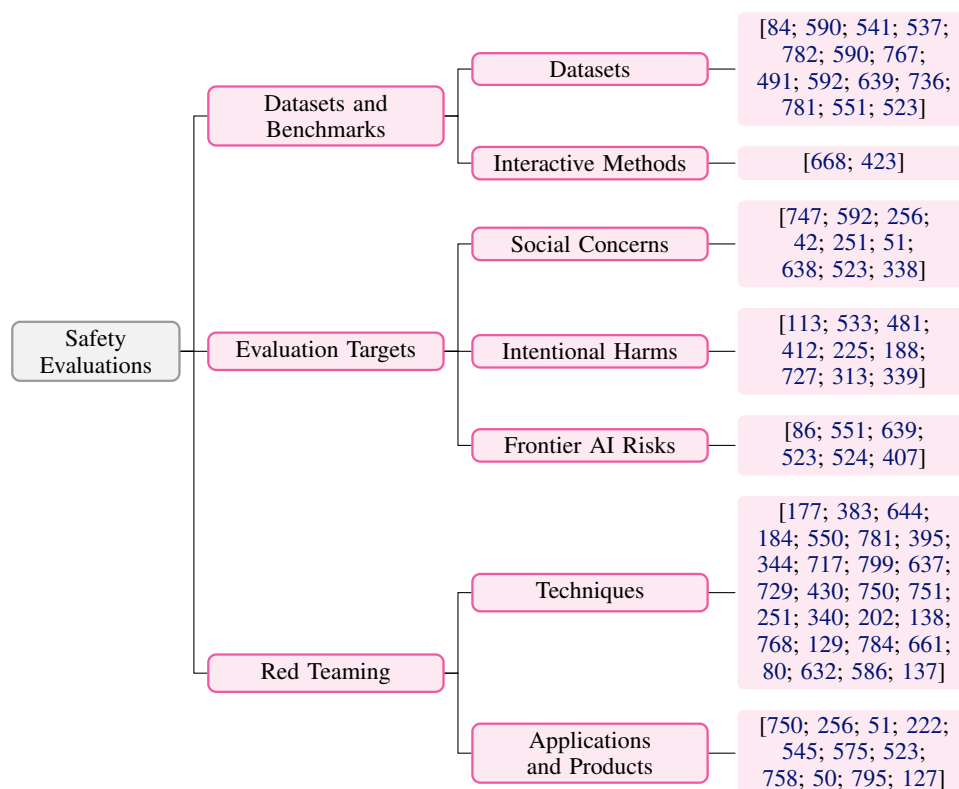 Safety
Evaluations
Datasets and
Benchmarks
Datasets
[84; 590; 541; 537;
782; 590; 767;
491; 592; 639; 736;
781; 551; 523]
Interactive Methods
[668; 423]
Evaluation Targets
Social Concerns
[747; 592; 256;
42; 251; 51;
638; 523; 338]
Intentional Harms
[113; 533; 481;
412; 225; 188;
727; 313; 339]
Frontier AI Risks
[86; 551; 639;
523; 524; 407]
Red Teaming
Techniques
[177; 383; 644;
184; 550; 781; 395;
344; 717; 799; 637;
729; 430; 750; 751;
251; 340; 202; 138;
768; 129; 784; 661;
80; 632; 586; 137]
Applications
and Products
[750; 256; 51; 222;
545; 575; 523;
758; 50; 795; 127]